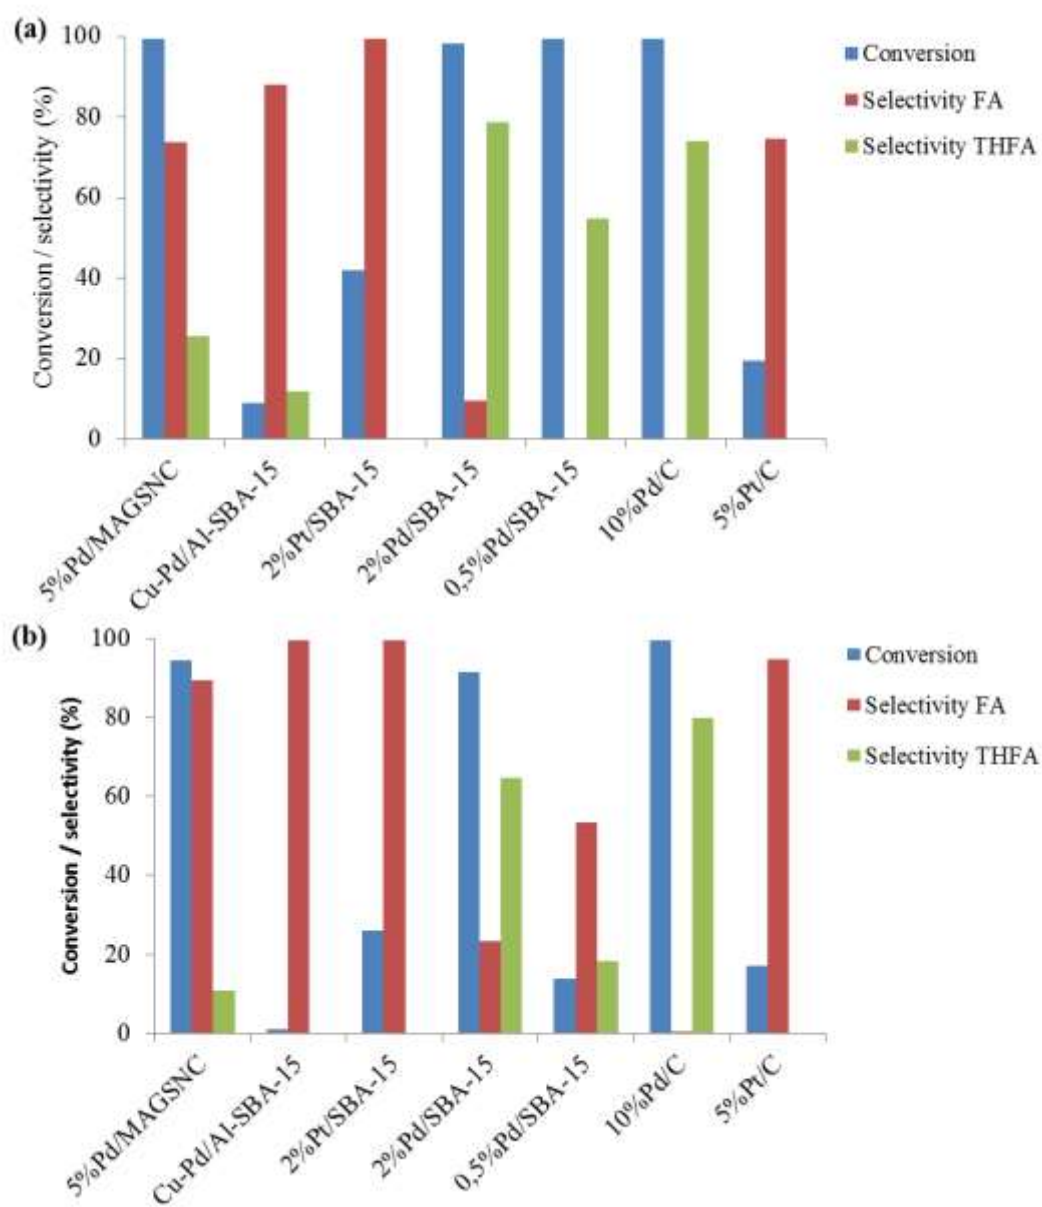 (a)
Conversion / selectivity (%)
100
80
60
40
20
0
5%Pd/MAGSNC
Cu-Pd/Al-SBA-15
2%Pt/SBA-15
2%Pd/SBA-15
0,5%Pd/SBA-15
10%Pd/C
5%Pt/C
Conversion
Selectivity FA
Selectivity THFA
(b)
Conversion / selectivity (%)
100
80
60
40
20
0
5%Pd/MAGSNC
Cu-Pd/Al-SBA-15
2%Pt/SBA-15
2%Pd/SBA-15
0,5%Pd/SBA-15
10%Pd/C
5%Pt/C
Conversion
Selectivity FA
Selectivity THFA